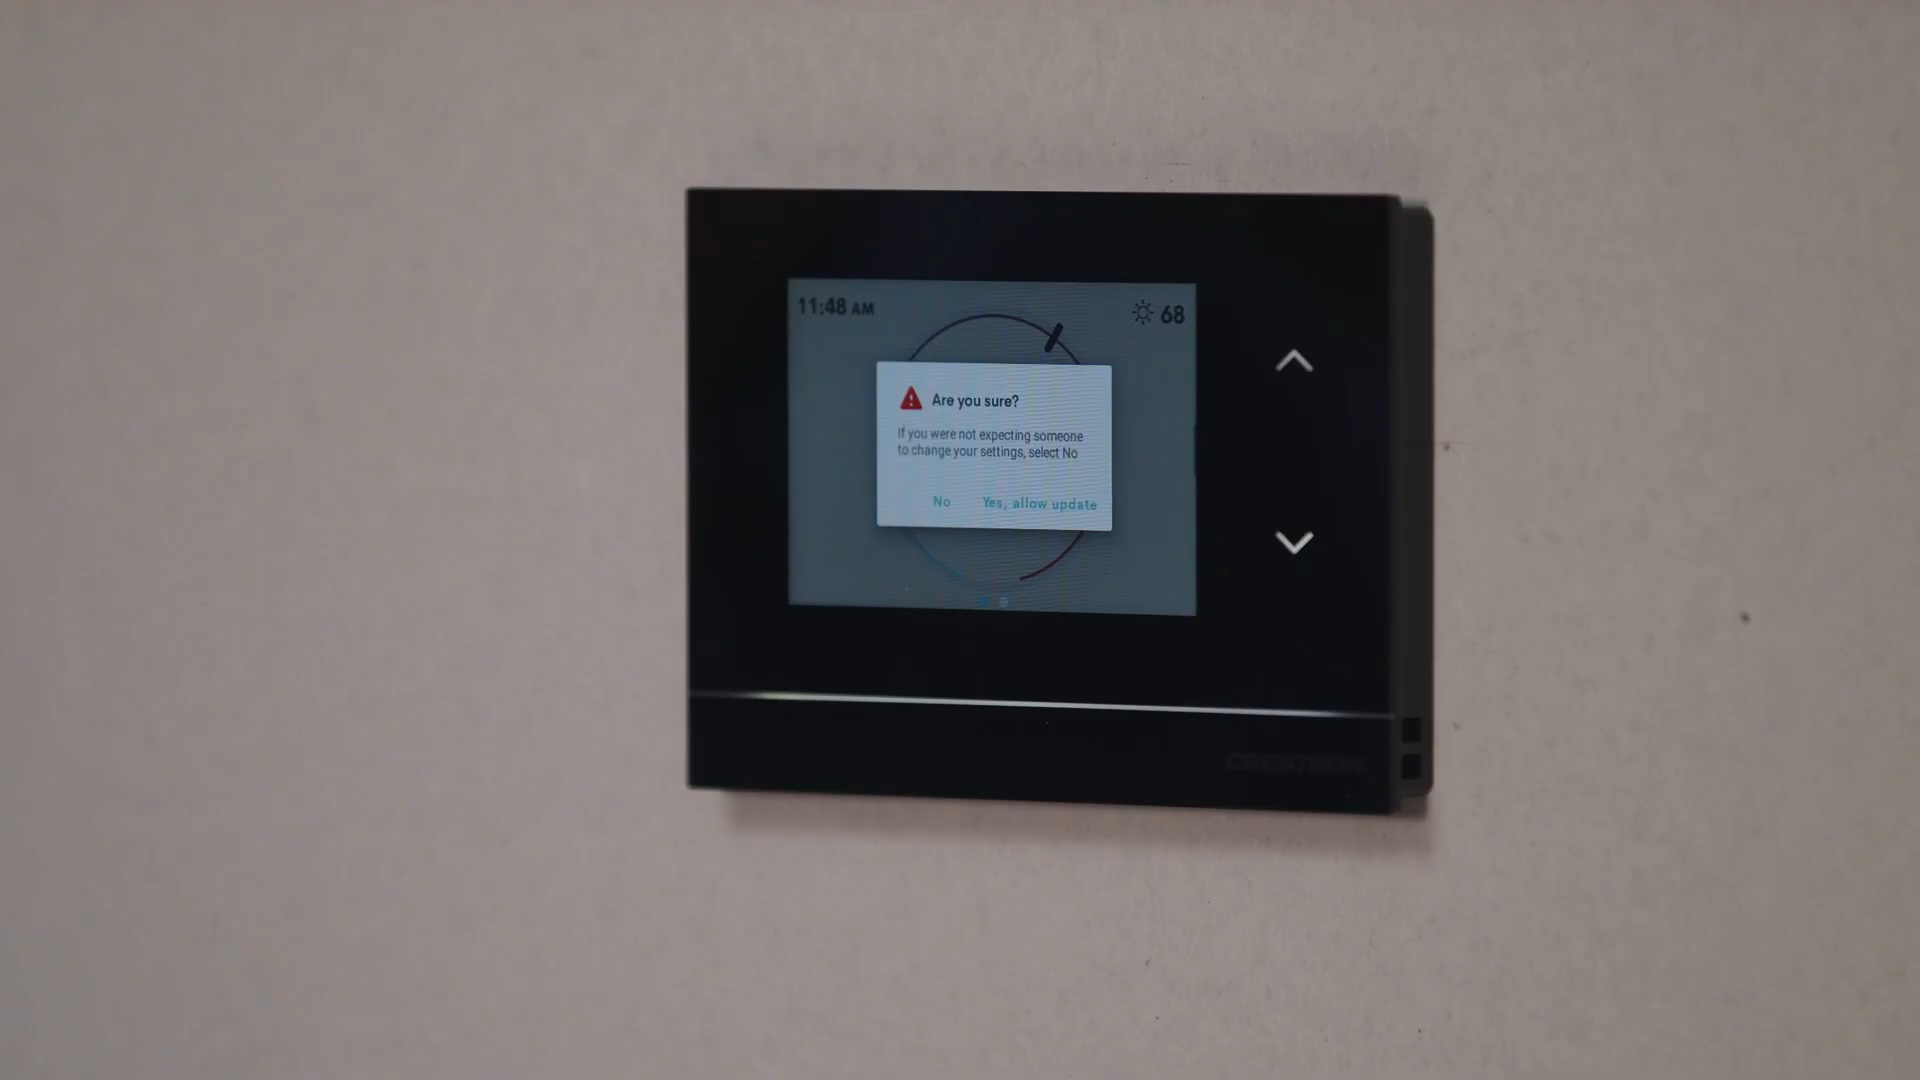 11:48 AM
68
Are you sure?
If you were not expecting someone
to change your settings, select No
No
Yes, allow update
CRESTRON